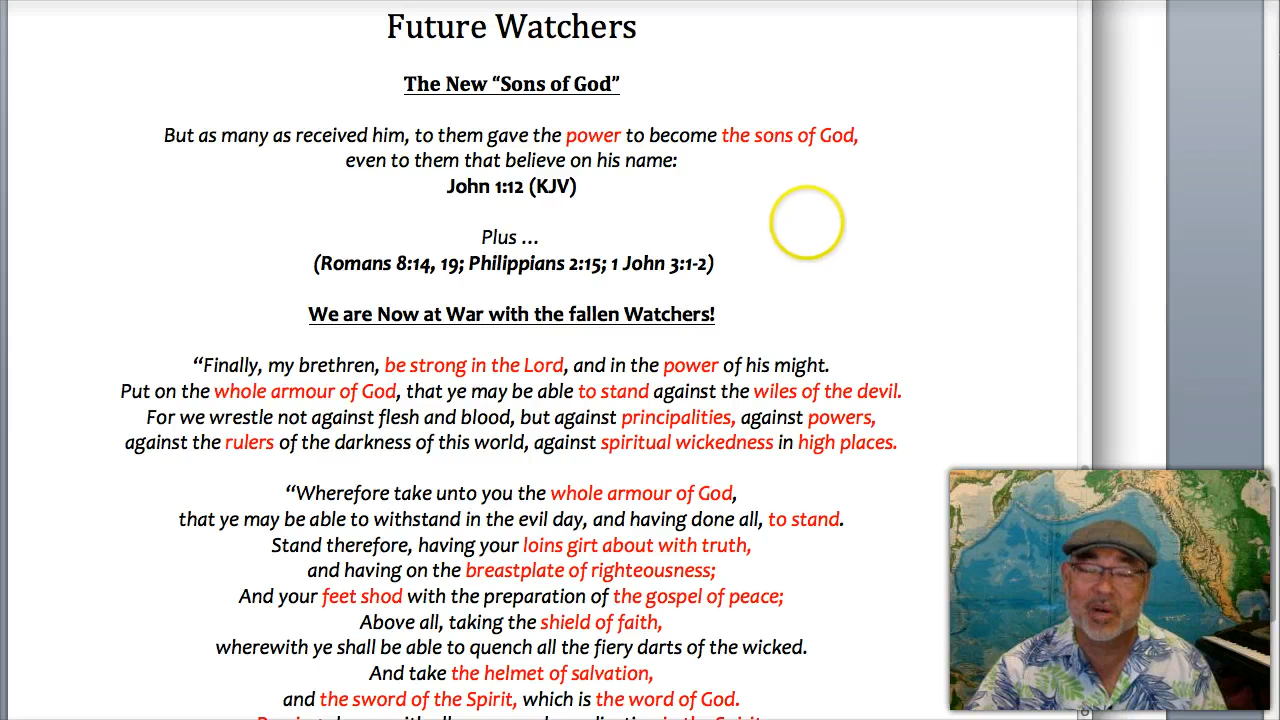 Future Watchers
The New “Sons of God”
But as many as received him, to them gave the power to become the sons of God,
even to them that believe on his name:
John 1:12 (KJV)
Plus ...
(Romans 8:14, 19; Philippians 2:15; 1 John 3:1-2)
We are Now at War with the fallen Watchers!
“Finally, my brethren, be strong in the Lord, and in the power of his might.
Put on the whole armour of God, that ye may be able to stand against the wiles of the devil.
For we wrestle not against flesh and blood, but against principalities, against powers,
against the rulers of the darkness of this world, against spiritual wickedness in high places.
“Wherefore take unto you the whole armour of God,
that ye may be able to withstand in the evil day, and having done all, to stand.
Stand therefore, having your loins girt about with truth,
and having on the breastplate of righteousness;
And your feet shod with the preparation of the gospel of peace;
Above all, taking the shield of faith,
wherewith ye shall be able to quench all the fiery darts of the wicked.
And take the helmet of salvation,
and the sword of the Spirit, which is the word of God.